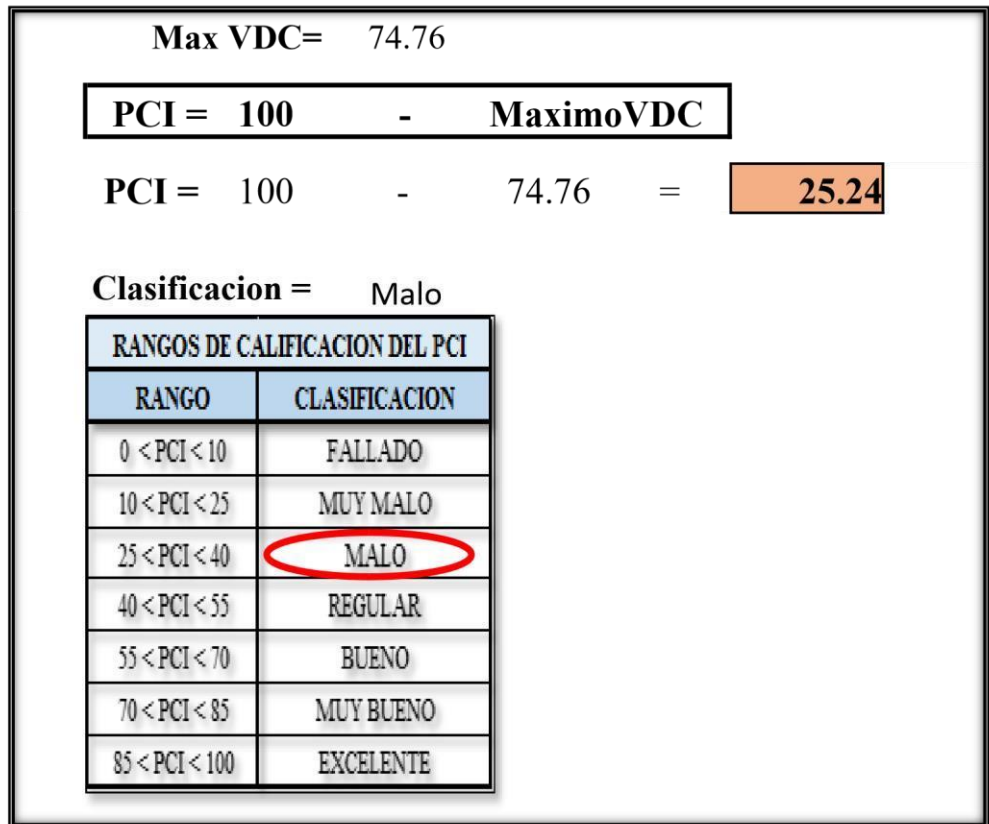 Max VDC= 74.76
PCI = 100 - MaximoVDC
PCI = 100 - 74.76 = 25.24
Clasificacion = Malo
RANGOS DE CALIFICACION DEL PCI
RANGO CLASIFICACION
0 < PCI < 10 FALLADO
10 < PCI < 25 MUY MALO
25 < PCI < 40 MALO
40 < PCI < 55 REGULAR
55 < PCI < 70 BUENO
70 < PCI < 85 MUY BUENO
85 < PCI < 100 EXCELENTE